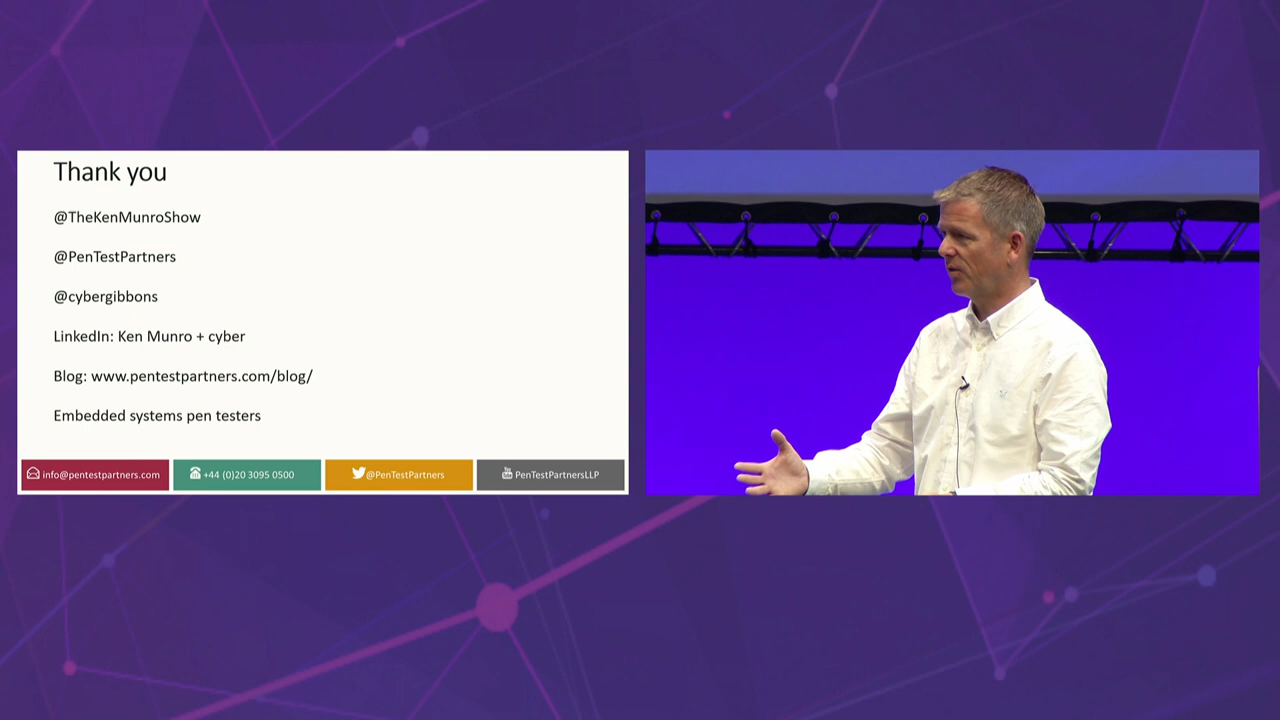 Thank you
@TheKenMunroShow
@PenTestPartners
@cybergibbons
LinkedIn: Ken Munro + cyber
Blog: www.pentestpartners.com/blog/
Embedded systems pen testers
info@pentestpartners.com
+44 (0)20 3095 0500
@PenTestPartners
PenTestPartnersLLP